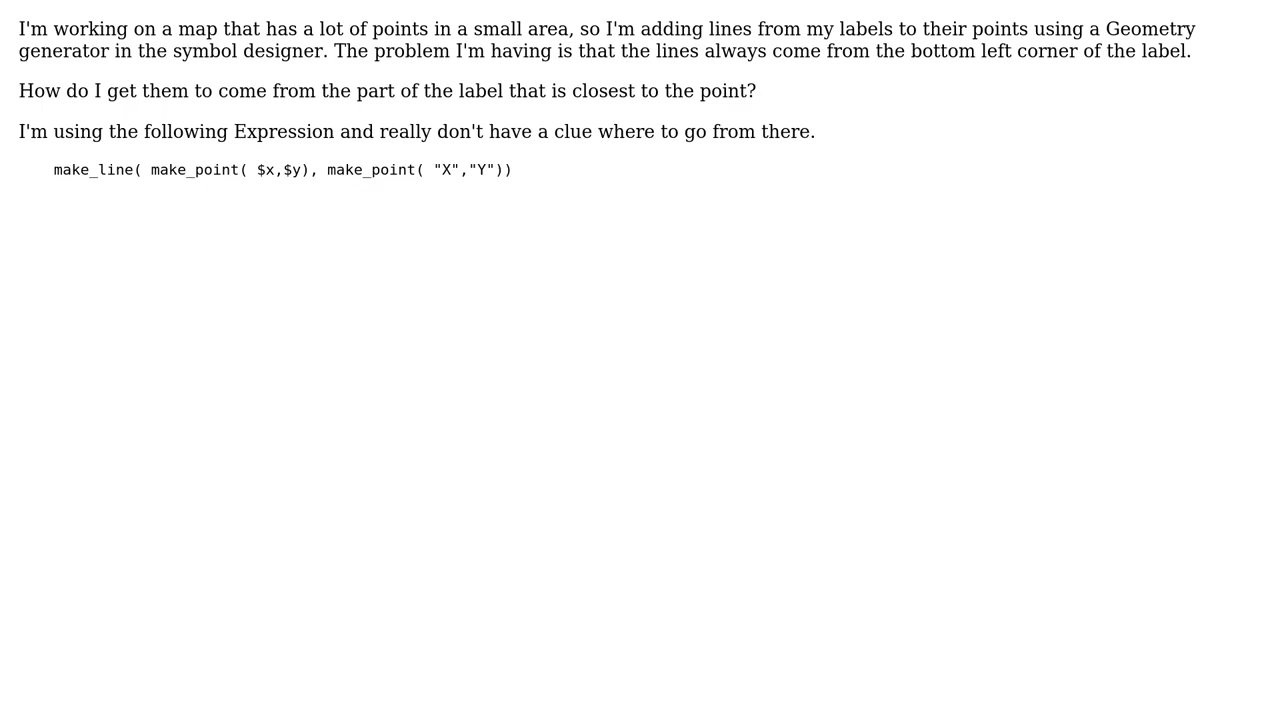 I'm working on a map that has a lot of points in a small area, so I'm adding lines from my labels to their points using a Geometry
generator in the symbol designer. The problem I'm having is that the lines always come from the bottom left corner of the label.
How do I get them to come from the part of the label that is closest to the point?
I'm using the following Expression and really don't have a clue where to go from there.
make_line( make_point( $x,$y), make_point( "X","Y"))